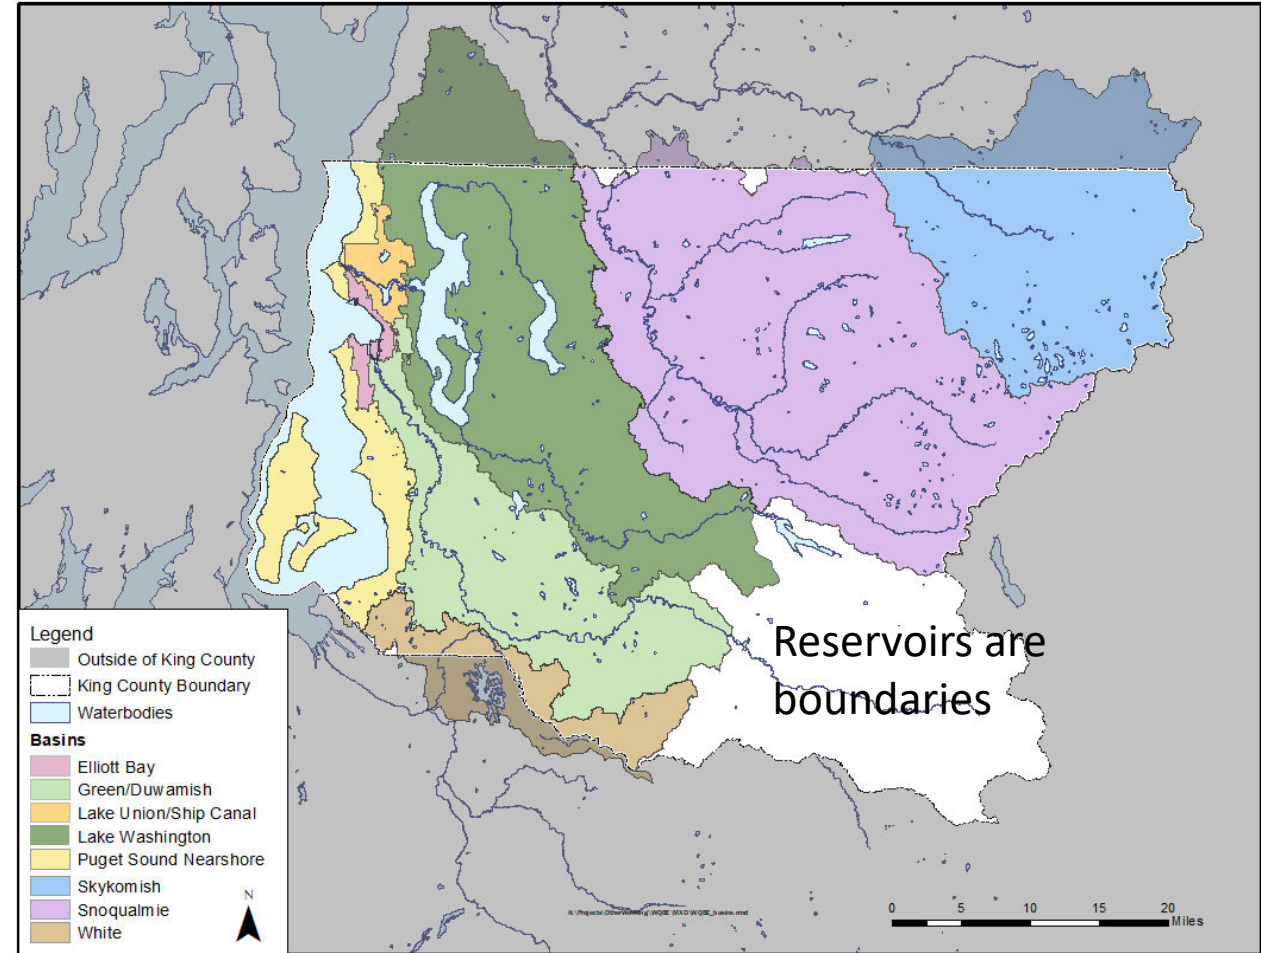 Reservoirs are
boundaries
Legend
Outside of King County
King County Boundary
Waterbodies
Basins
Elliott Bay
Green/Duwamish
Lake Union/Ship Canal
Lake Washington
Puget Sound Nearshore
Skykomish
Snoqualmie
White
N
0 5 10 15 20
Miles